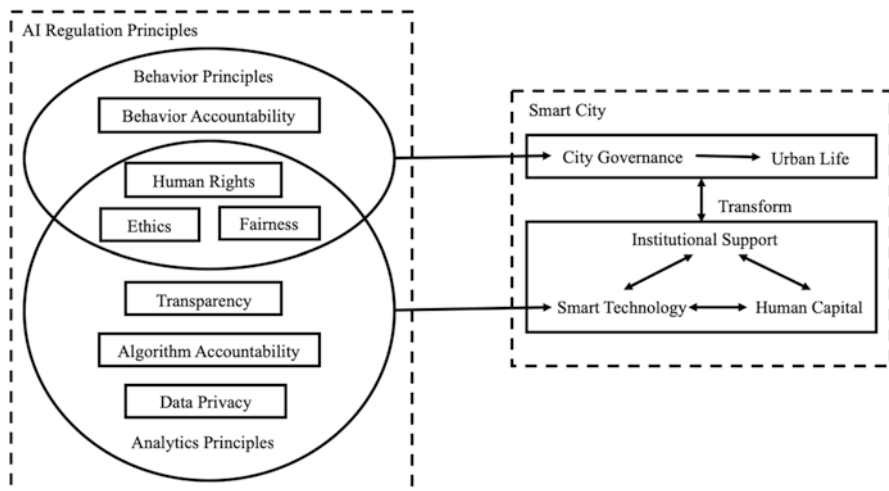 AI Regulation Principles
Behavior Principles
Behavior Accountability
Human Rights
Ethics
Fairness
Transparency
Algorithm Accountability
Data Privacy
Analytics Principles
Smart City
City Governance
Urban Life
Transform
Institutional Support
Smart Technology
Human Capital